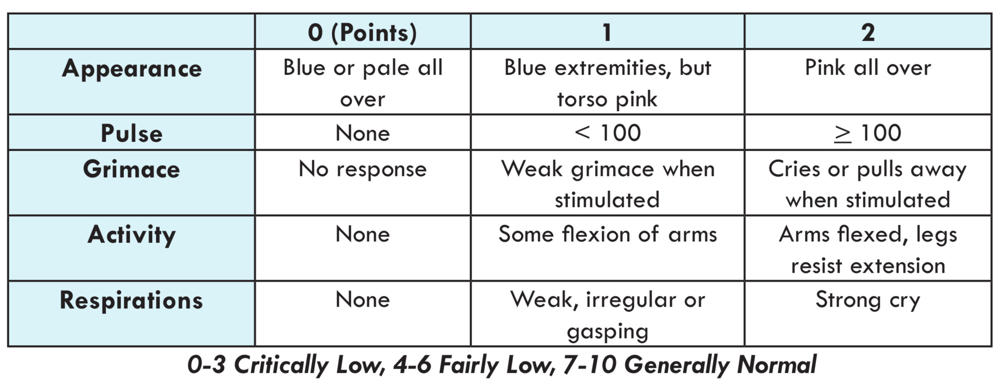 0 (Points) 1 2
Appearance Blue or pale all Blue extremities, but Pink all over
over torso pink
Pulse None < 100 ≥ 100
Grimace No response Weak grimace when Cries or pulls away
stimulated when stimulated
Activity None Some flexion of arms Arms flexed, legs
resist extension
Respirations None Weak, irregular or Strong cry
gasping
0-3 Critically Low, 4-6 Fairly Low, 7-10 Generally Normal